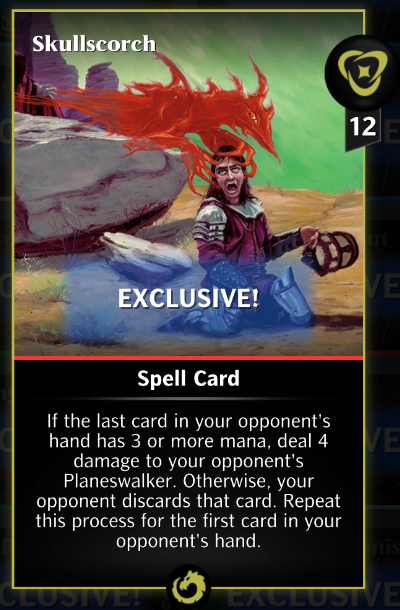 Skullscorch
12
EXCLUSIVE!
Spell Card
If the last card in your opponent's
hand has 3 or more mana, deal 4
damage to your opponent's
Planeswalker. Otherwise, your
opponent discards that card. Repeat
this process for the first card in your
opponent's hand.